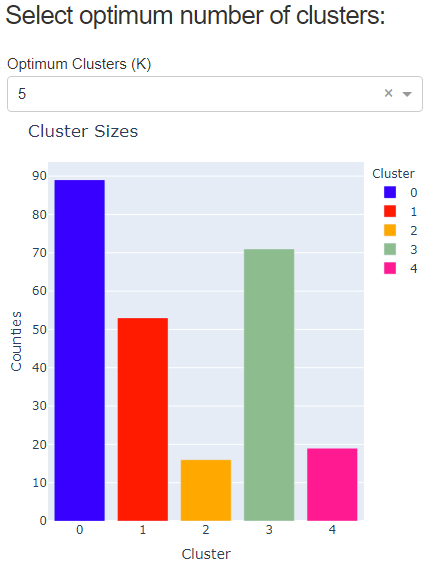 Select optimum number of clusters:
Optimum Clusters (K)
5 ×
Cluster Sizes
Cluster
0
1
2
3
4
90
80
70
60
50
40
30
20
10
0
Counties
0 1 2 3 4
Cluster